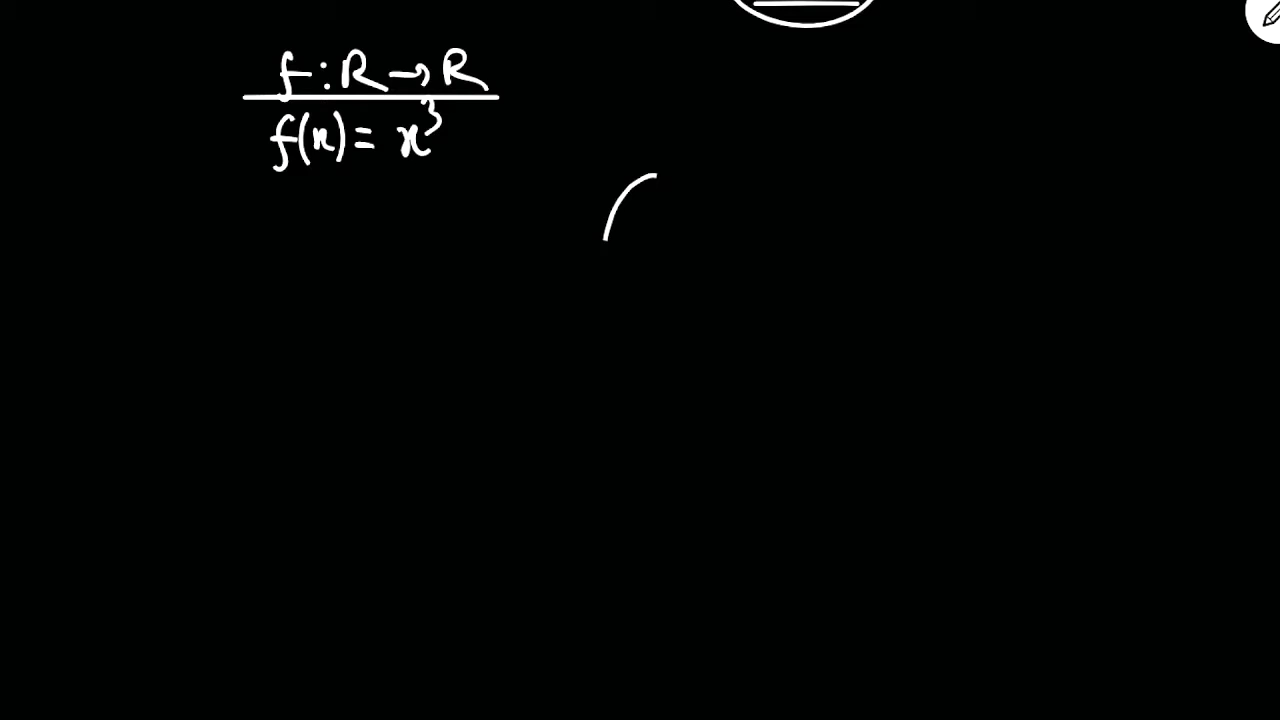 f : R → R
f(x) = x³